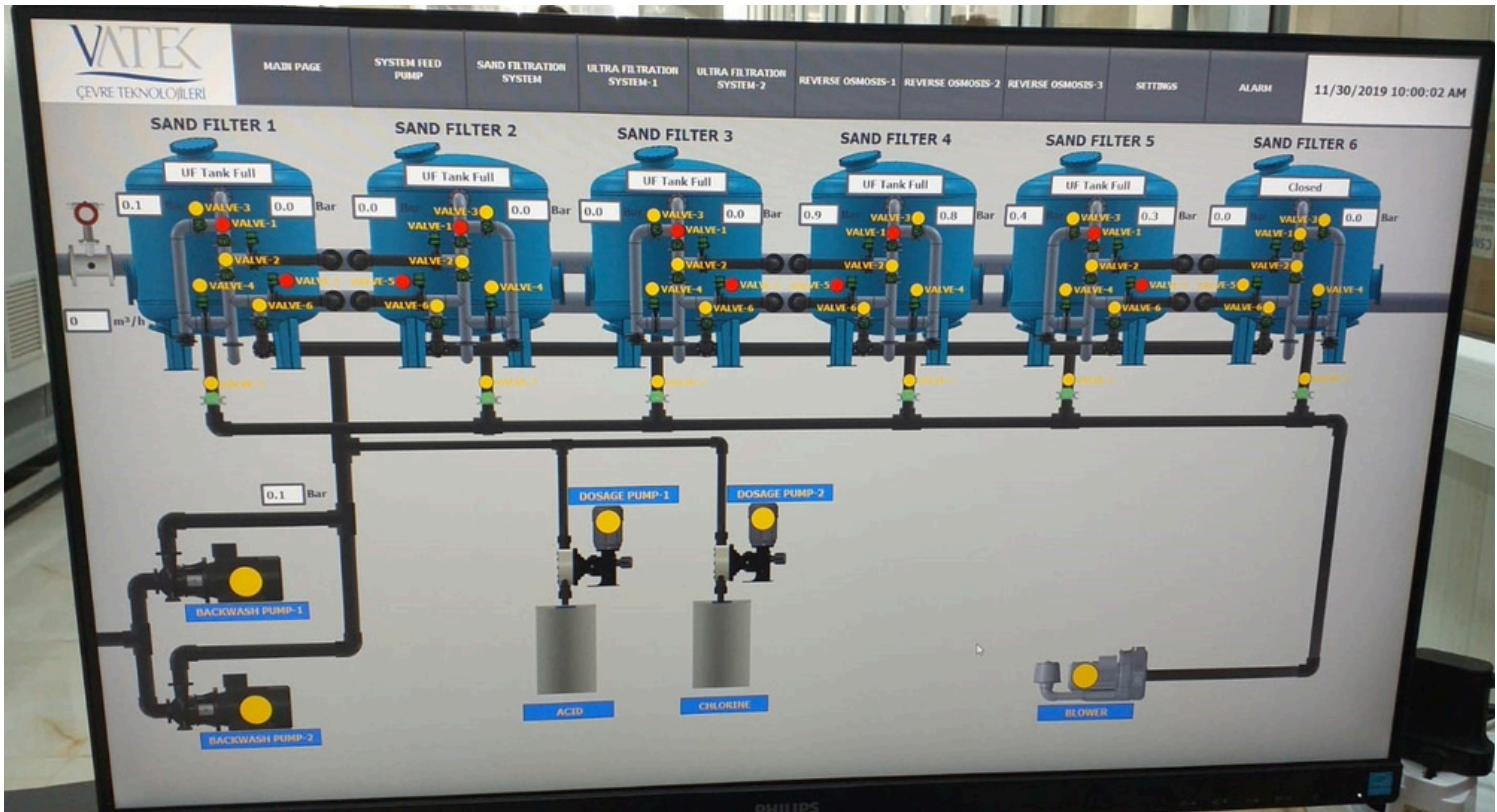 VATEK
ÇEVRE TEKNOLOJİLERİ
MAIN PAGE
SYSTEM FEED
PUMP
SAND FILTRATION
SYSTEM
ULTRA FILTRATION
SYSTEM-1
ULTRA FILTRATION
SYSTEM-2
REVERSE OSMOSIS-1
REVERSE OSMOSIS-2
REVERSE OSMOSIS-3
SETTINGS
ALARM
11/30/2019 10:00:02 AM
SAND FILTER 1
UF Tank Full
0.1
VALVE-3
0.0 Bar
VALVE-1
VALVE-2
VALVE-4
VALVE-6
0 m³/h
SAND FILTER 2
UF Tank Full
0.0
VALVE-3
0.0 Bar
VALVE-1
VALVE-2
VALVE-5
VALVE-4
VALVE-6
SAND FILTER 3
UF Tank Full
0.0 Bar
VALVE-3
0.0 Bar
VALVE-1
VALVE-2
VALVE-4
VALVE-6
SAND FILTER 4
UF Tank Full
0.9 Bar
VALVE-3
0.8 Bar
VALVE-1
VALVE-2
VALVE-5
VALVE-4
VALVE-6
SAND FILTER 5
UF Tank Full
0.4 Bar
VALVE-3
0.3 Bar
VALVE-1
VALVE-2
VALVE-4
VALVE-6
SAND FILTER 6
Closed
0.0 Bar
VALVE-3
0.0 Bar
VALVE-1
VALVE-2
VALVE-5
VALVE-4
VALVE-6
0.1 Bar
DOSAGE PUMP-1
DOSAGE PUMP-2
BACKWASH PUMP-1
BACKWASH PUMP-2
ACID
CHLORINE
BLOWER
PHILIPS